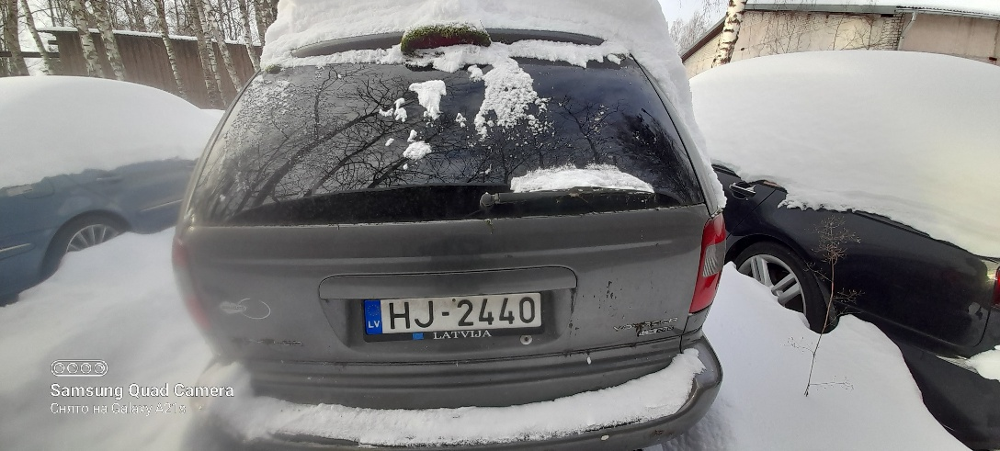 LV HJ-2440
LATVIJA
Samsung Quad Camera
Снято на Galaxy A21s